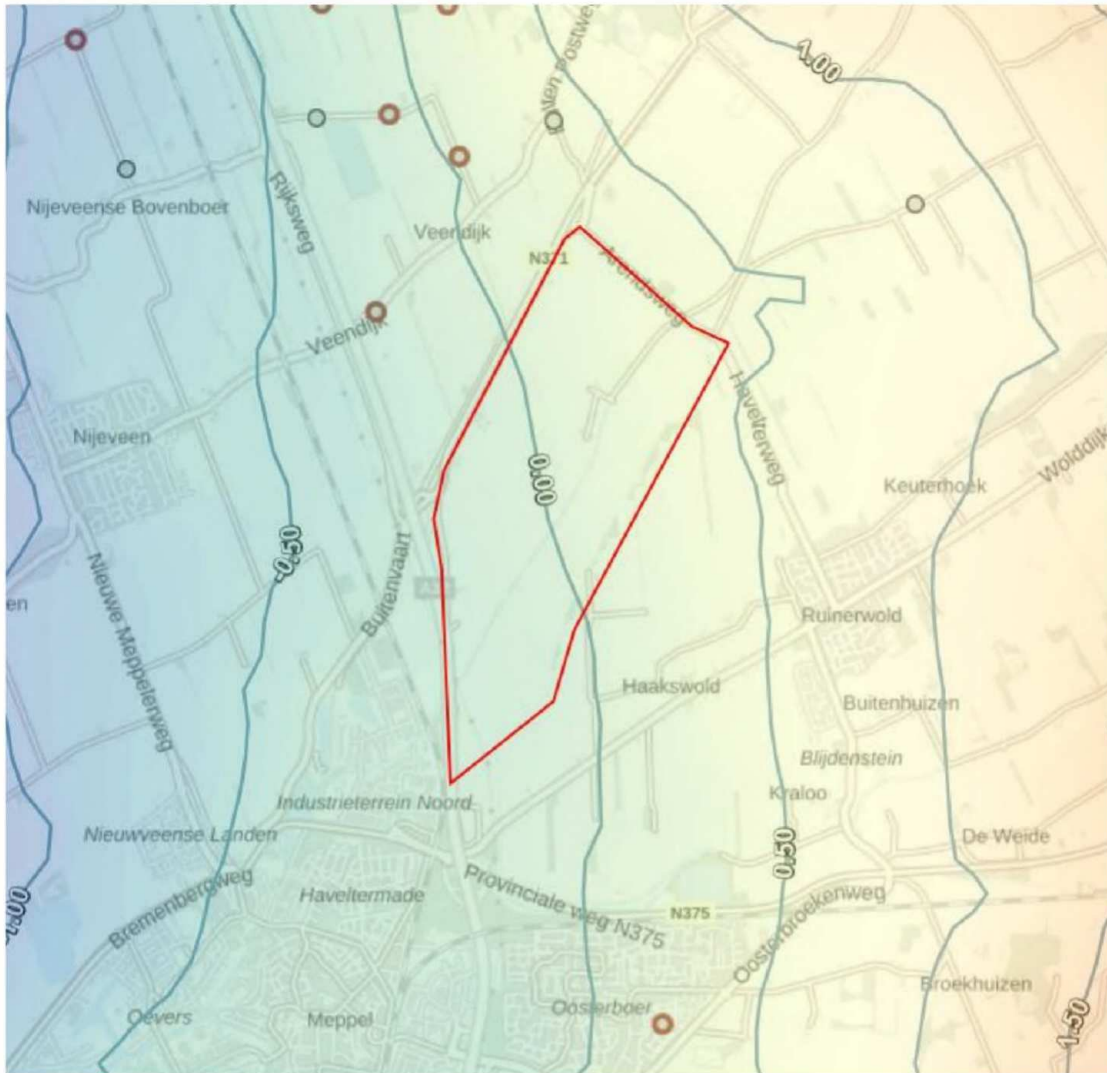 1.00
Nijeveense Bovenboer
Rijksweg
Veendijk
N371
Arendsweg
Veendijk
Nijeveen
Havelterweg
Wolddijk
Keuterhoek
0.00
-0.50
Nieuwe Meppelerweg
Buitenvaart
Ruinerwold
Haakswold
Buitenhuizen
Blijdenstein
Kraloo
Industrieterrein Noord
Nieuwveense Landen
De Weide
0.50
Bremenbergweg
Haveltermade
Provinciale weg N375
N375
Oosterbroekenweg
Broekhuizen
Oevers
Meppel
Oosterboer
1.50